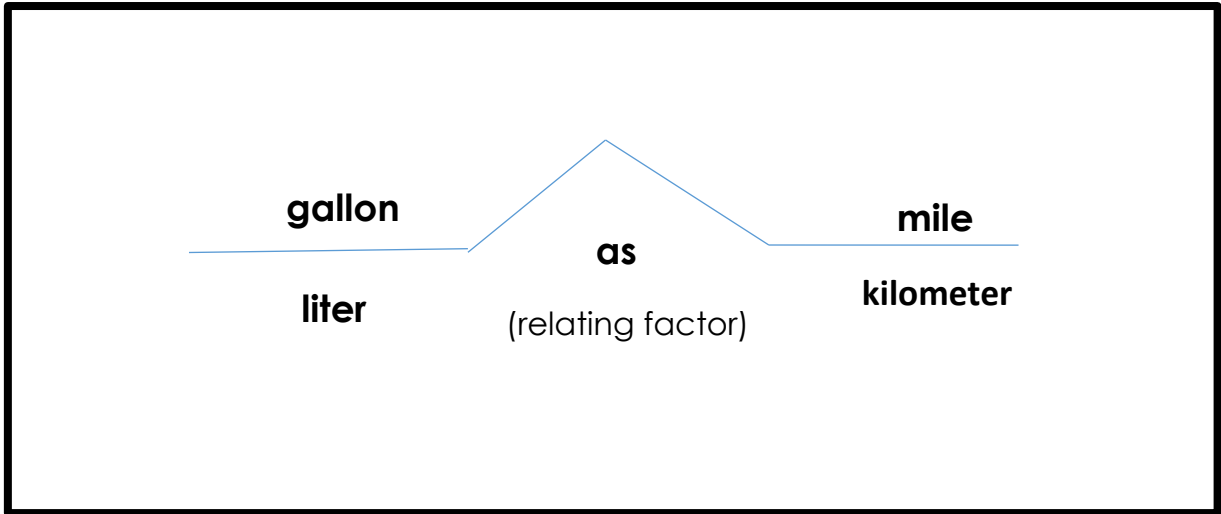 gallon
liter
as
(relating factor)
mile
kilometer